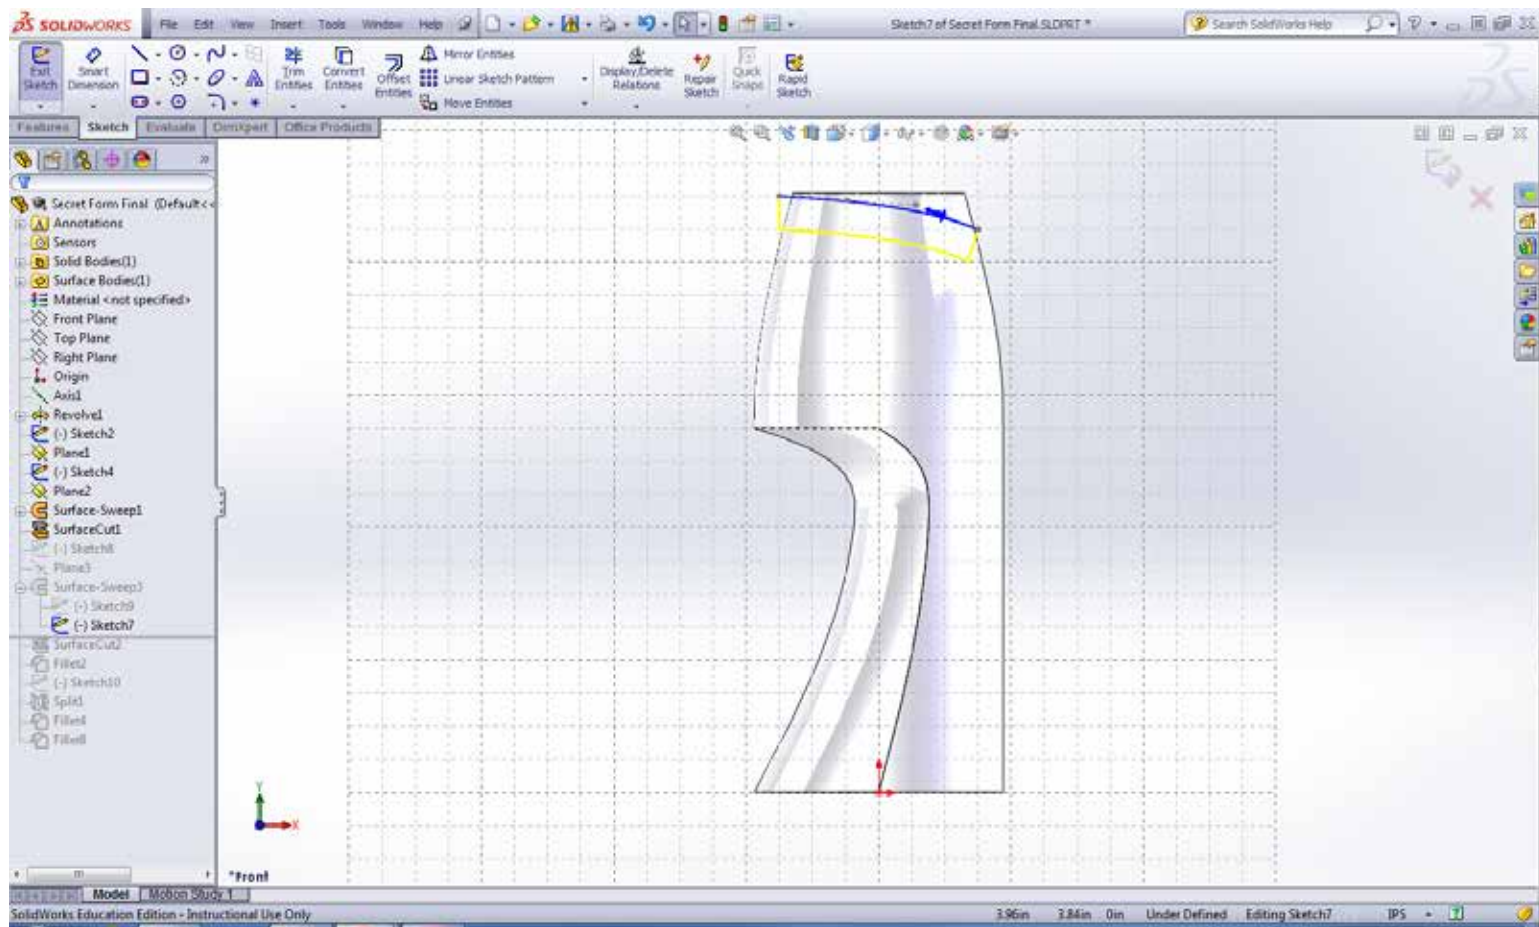 SOLIDWORKS File Edit View Insert Tools Window Help Sketch7 of Secret Form Final.SLDPRT * Search SolidWorks Help
Exit Sketch
Smart Dimension
Trim Entities
Convert Entities
Offset Entities
Mirror Entities
Linear Sketch Pattern
Move Entities
Display/Delete Relations
Repair Sketch
Quick Snaps
Rapid Sketch
Features Sketch Evaluate DimXpert Office Products
Secret Form Final (Default<<
Annotations
Sensors
Solid Bodies(1)
Surface Bodies(1)
Material <not specified>
Front Plane
Top Plane
Right Plane
Origin
Axis1
Revolve1
(-) Sketch2
Plane1
(-) Sketch4
Plane2
Surface-Sweep1
SurfaceCut1
Plane3
Surface-Sweep3
(-) Sketch9
(-) Sketch7
SurfaceCut2
Fillet2
(-) Sketch10
Split1
Y
X
*Front
Model Motion Study 1
SolidWorks Education Edition - Instructional Use Only 3.96in 3.84in 0in Under Defined Editing Sketch7 IPS